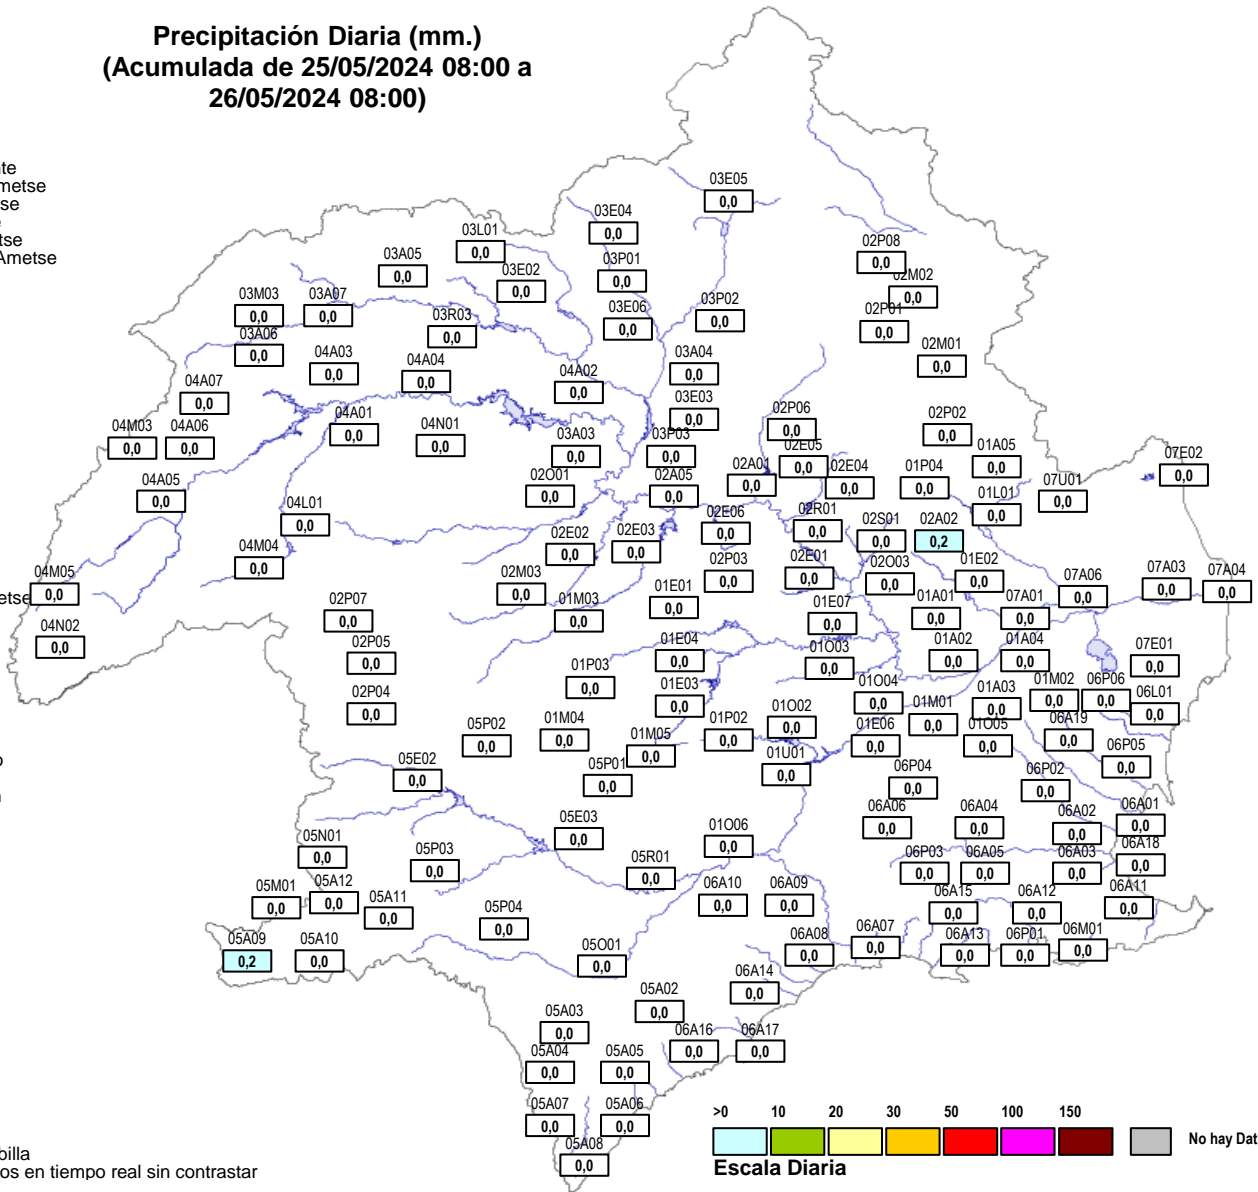 Precipitación Diaria (mm.)
(Acumulada de 25/05/2024 08:00 a
26/05/2024 08:00)
nte
metse
tse
e
tse
Ametse
etse
o
n
billa
os en tiempo real sin contrastar
03E05
0,0
03E04
0,0
03L01
0,0
03A05
0,0
03P01
0,0
03E02
0,0
02P08
0,0
02M02
0,0
03M03
0,0
03A07
0,0
03R03
0,0
03E06
0,0
03P02
0,0
02P01
0,0
03A06
0,0
04A03
0,0
04A04
0,0
04A02
0,0
03A04
0,0
02M01
0,0
04A07
0,0
03E03
0,0
04M03
0,0
04A06
0,0
04A01
0,0
04N01
0,0
03A03
0,0
03P03
0,0
02P06
0,0
02P02
0,0
02E05
0,0
01A05
0,0
07E02
0,0
04A05
0,0
02O01
0,0
02A05
0,0
02A01
0,0
02E04
0,0
01P04
0,0
07U01
0,0
01L01
0,0
04L01
0,0
02E06
0,0
02R01
0,0
02S01
0,0
02A02
0,2
04M04
0,0
02E02
0,0
02E03
0,0
04M05
0,0
02M03
0,0
02P03
0,0
02E01
0,0
02O03
0,0
01E02
0,0
07A06
0,0
07A03
0,0
07A04
0,0
02P07
0,0
01M03
0,0
01E01
0,0
01E07
0,0
01A01
0,0
07A01
0,0
04N02
0,0
02P05
0,0
01E04
0,0
01O03
0,0
01A02
0,0
01A04
0,0
07E01
0,0
01P03
0,0
02P04
0,0
01E03
0,0
01O04
0,0
01A03
0,0
01M02
0,0
06P06
0,0
06L01
0,0
05P02
0,0
01M04
0,0
01M05
0,0
01P02
0,0
01O02
0,0
01M01
0,0
01E06
0,0
01O05
0,0
06A19
0,0
05E02
0,0
05P01
0,0
01U01
0,0
06P04
0,0
06P02
0,0
06P05
0,0
05E03
0,0
01O06
0,0
06A06
0,0
06A04
0,0
06A02
0,0
06A01
0,0
05N01
0,0
05P03
0,0
05R01
0,0
06P03
0,0
06A05
0,0
06A03
0,0
06A18
0,0
05M01
0,0
05A12
0,0
05A11
0,0
06A10
0,0
06A09
0,0
06A15
0,0
06A12
0,0
06A11
0,0
05P04
0,0
05A09
0,2
05A10
0,0
05O01
0,0
06A08
0,0
06A07
0,0
06A13
0,0
06P01
0,0
06M01
0,0
06A14
0,0
05A02
0,0
05A03
0,0
06A16
0,0
06A17
0,0
05A04
0,0
05A05
0,0
05A07
0,0
05A06
0,0
05A08
0,0
>0 10 20 30 50 100 150
No hay Dat
Escala Diaria